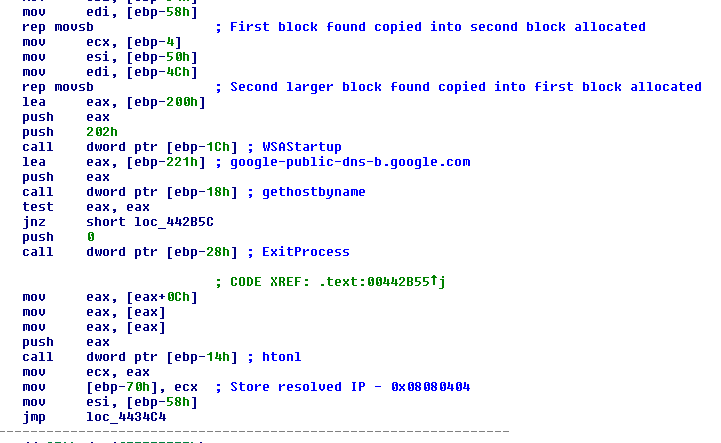 mov edi, [ebp-58h]
rep movsb ; First block found copied into second block allocated
mov ecx, [ebp-4]
mov esi, [ebp-50h]
mov edi, [ebp-4Ch]
rep movsb ; Second larger block found copied into first block allocated
lea eax, [ebp-200h]
push eax
push 202h
call dword ptr [ebp-1Ch] ; WSAStartup
lea eax, [ebp-221h] ; google-public-dns-b.google.com
push eax
call dword ptr [ebp-18h] ; gethostbyname
test eax, eax
jnz short loc_442B5C
push 0
call dword ptr [ebp-28h] ; ExitProcess
; CODE XREF: .text:00442B55↑j
mov eax, [eax+0Ch]
mov eax, [eax]
mov eax, [eax]
push eax
call dword ptr [ebp-14h] ; htonl
mov ecx, eax
mov [ebp-70h], ecx ; Store resolved IP - 0x08080404
mov esi, [ebp-58h]
jmp loc_4434C4